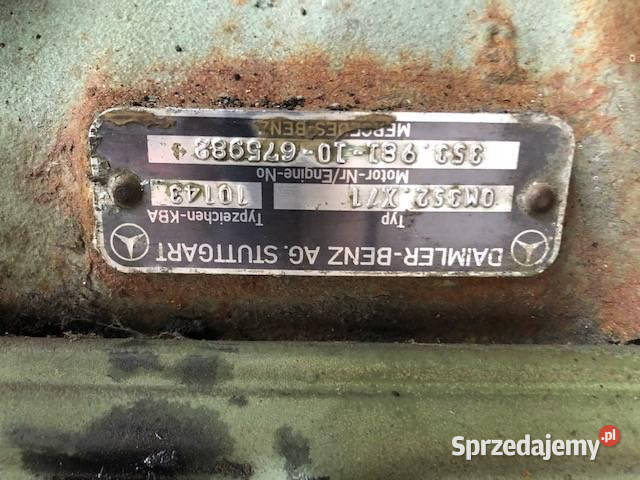 DAIMLER-BENZ AG. STUTTGART
Typ Typzeichen-KBA
OM352.X/1 10143
Motor-Nr/Engine-No
353.981-10-675983
MERCEDES-BENZ
Sprzedajemy.pl